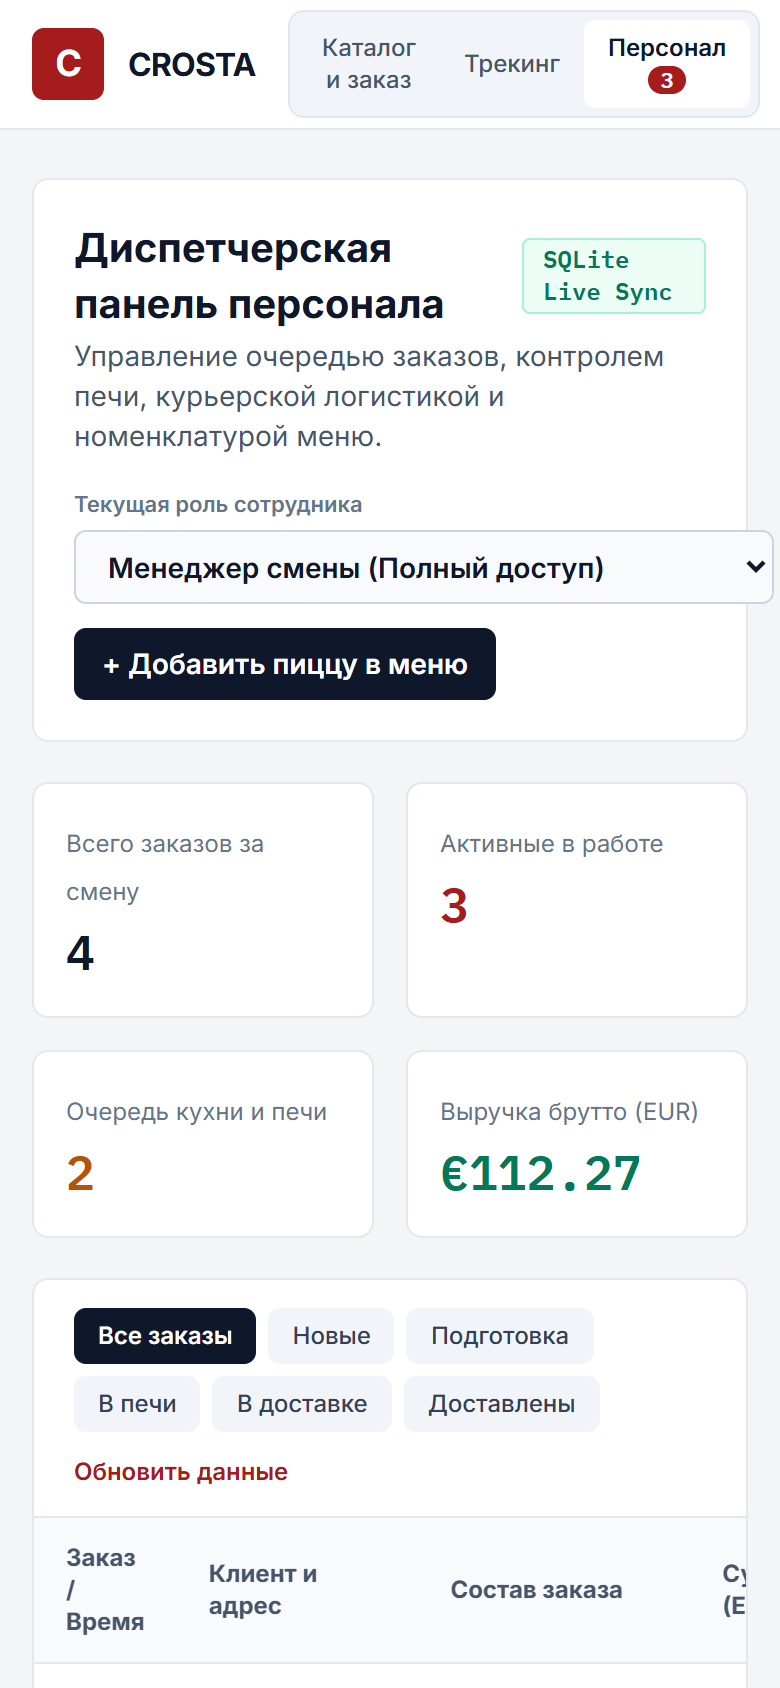 C
CROSTA
Каталог
и заказ
Трекинг
Персонал
3
Диспетчерская
панель персонала
SQLite
Live Sync
Управление очередью заказов, контролем
печи, курьерской логистикой и
номенклатурой меню.
Текущая роль сотрудника
Менеджер смены (Полный доступ)
+ Добавить пиццу в меню
Всего заказов за
смену
4
Активные в работе
3
Очередь кухни и печи
2
Выручка брутто (EUR)
€112.27
Все заказы
Новые
Подготовка
В печи
В доставке
Доставлены
Обновить данные
Заказ
/
Время
Клиент и
адрес
Состав заказа